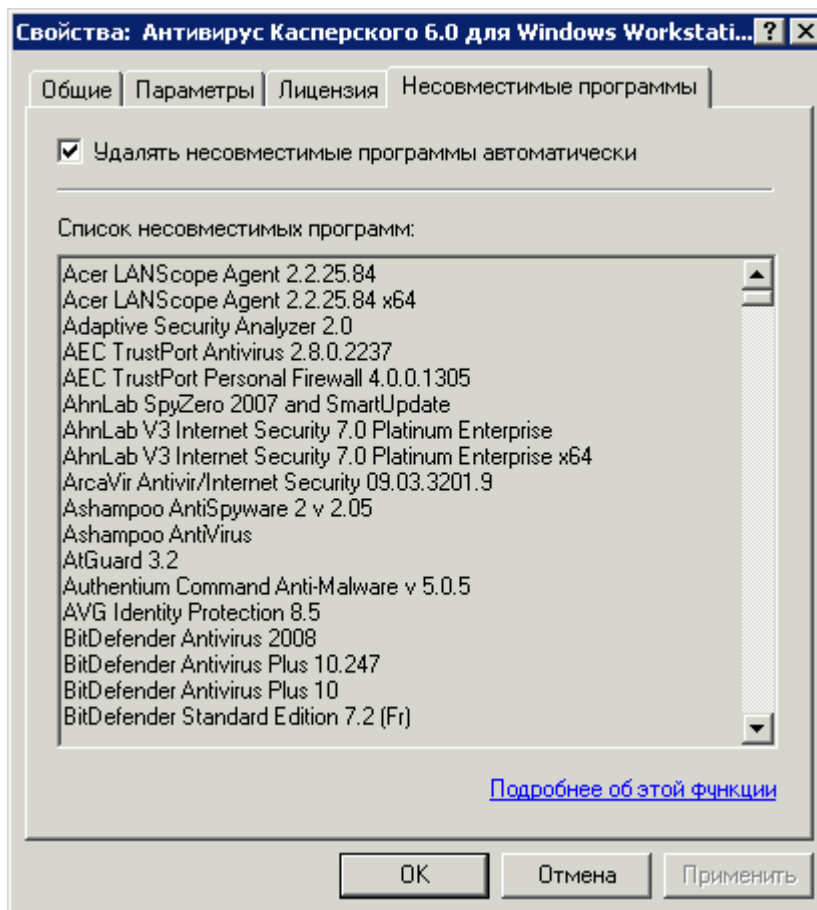 Свойства: Антивирус Касперского 6.0 для Windows Workstati...
Общие Параметры Лицензия Несовместимые программы
Удалять несовместимые программы автоматически
Список несовместимых программ:
Acer LANScope Agent 2.2.25.84
Acer LANScope Agent 2.2.25.84 x64
Adaptive Security Analyzer 2.0
AEC TrustPort Antivirus 2.8.0.2237
AEC TrustPort Personal Firewall 4.0.0.1305
AhnLab SpyZero 2007 and SmartUpdate
AhnLab V3 Internet Security 7.0 Platinum Enterprise
AhnLab V3 Internet Security 7.0 Platinum Enterprise x64
ArcaVir Antivir/Internet Security 09.03.3201.9
Ashampoo AntiSpyware 2 v 2.05
Ashampoo AntiVirus
AtGuard 3.2
Authentium Command Anti-Malware v 5.0.5
AVG Identity Protection 8.5
BitDefender Antivirus 2008
BitDefender Antivirus Plus 10.247
BitDefender Antivirus Plus 10
BitDefender Standard Edition 7.2 (Fr)
Подробнее об этой функции
OK Отмена Применить